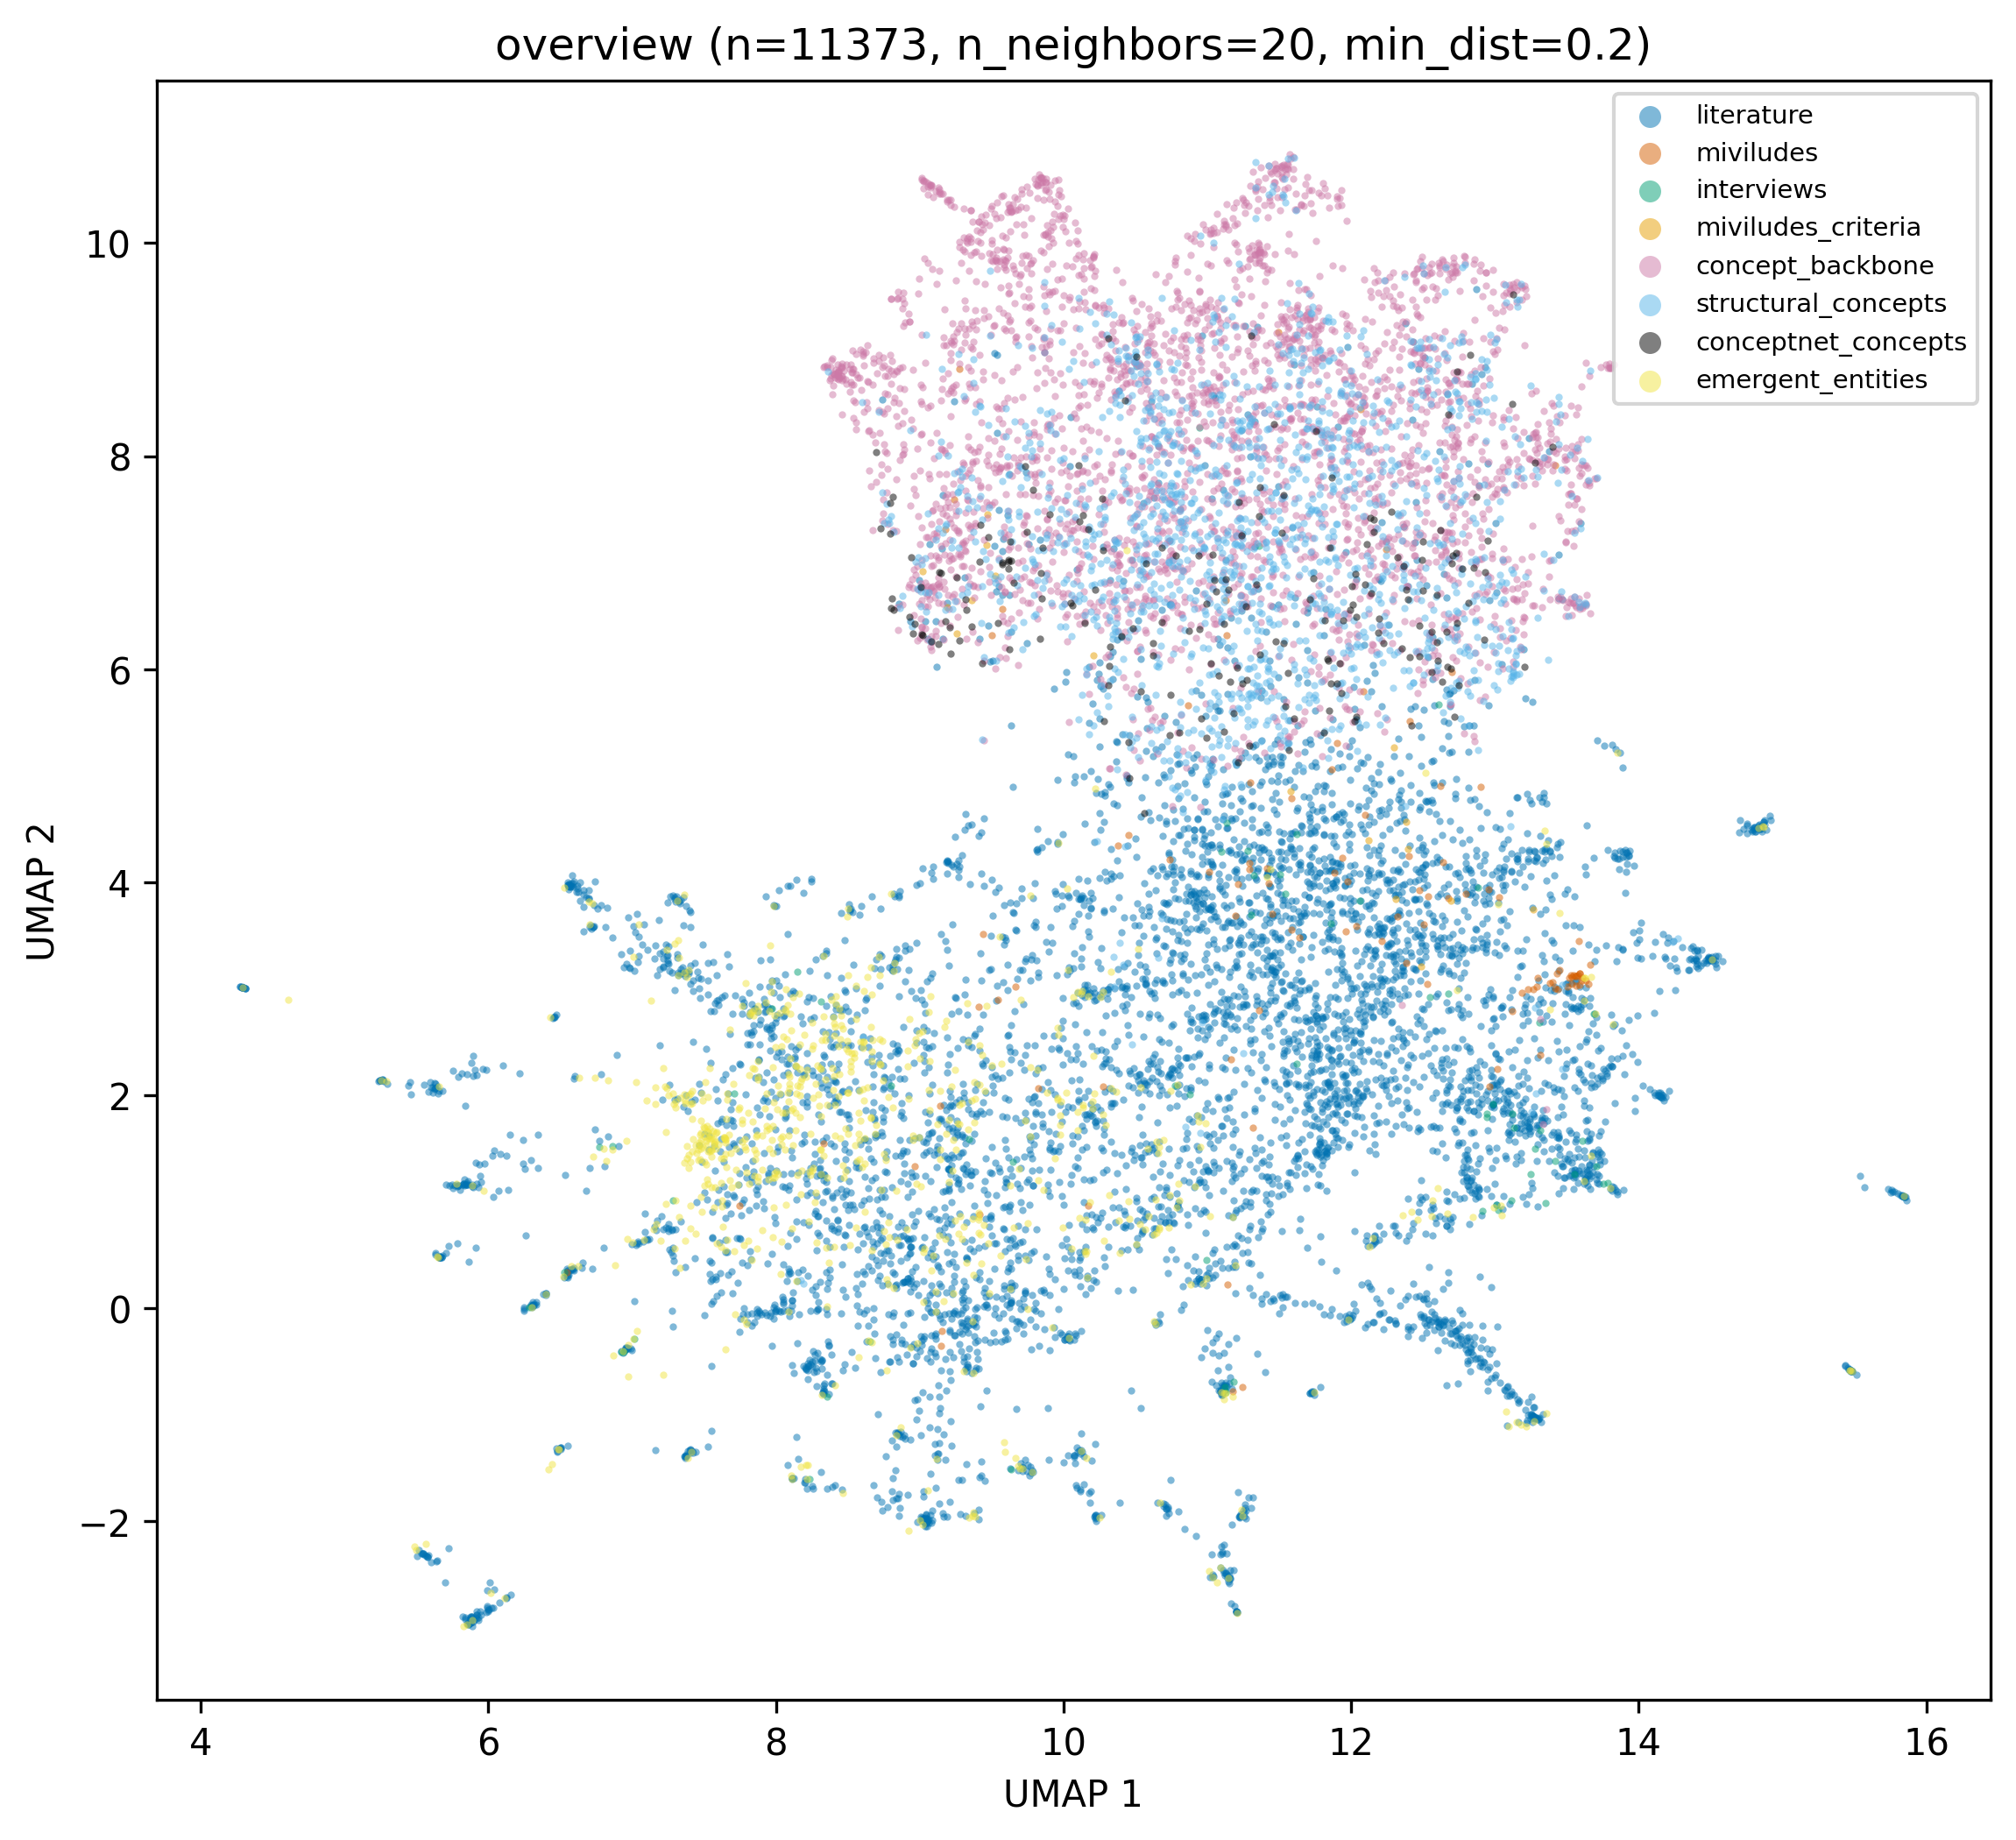 overview (n=11373, n_neighbors=20, min_dist=0.2)
literature
miviludes
interviews
miviludes_criteria
concept_backbone
structural_concepts
conceptnet_concepts
emergent_entities
UMAP 2
10
8
6
4
2
0
−2
4 6 8 10 12 14 16
UMAP 1